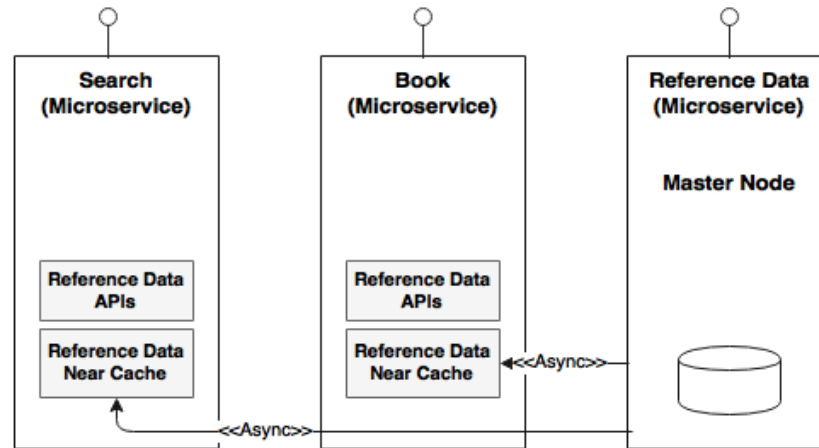 Search
(Microservice)
Reference Data
APIs
Reference Data
Near Cache
Book
(Microservice)
Reference Data
APIs
Reference Data
Near Cache
Reference Data
(Microservice)
Master Node
<<Async>>
<<Async>>